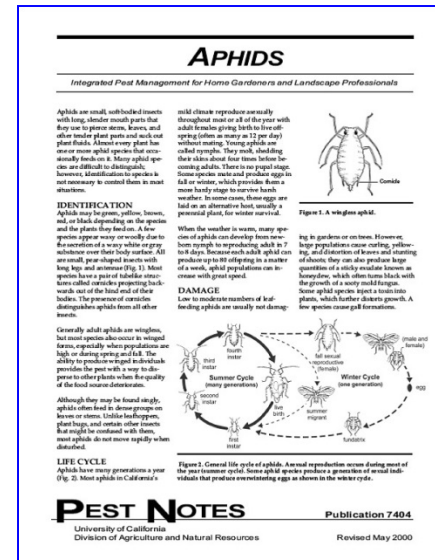 APHIDS
Integrated Pest Management for Home Gardeners and Landscape Professionals
Aphids are small, soft-bodied insects
with long, slender mouth parts that
they use to pierce stems, leaves, and
other tender plant parts and suck out
plant fluids. Almost every plant has
one or more aphid species that occa-
sionally feeds on it. Many aphid spe-
cies are difficult to distinguish;
however, identification to species is
not necessary to control them in most
situations.
IDENTIFICATION
Aphids may be green, yellow, brown,
red, or black depending on the species
and the plants they feed on. A few
species appear waxy or woolly due to
the secretion of a waxy white or gray
substance over their body surface. All
are small, pear-shaped insects with
long legs and antennae (Fig. 1). Most
species have a pair of tubelike struc-
tures called cornicles projecting back-
wards out of the hind end of their
bodies. The presence of cornicles
distinguishes aphids from all other
insects.
Generally adult aphids are wingless,
but most species also occur in winged
forms, especially when populations are
high or during spring and fall. The
ability to produce winged individuals
provides the pest with a way to dis-
perse to other plants when the quality
of the food source deteriorates.
Although they may be found singly,
aphids often feed in dense groups on
leaves or stems. Unlike leafhoppers,
plant bugs, and certain other insects
that might be confused with them,
most aphids do not move rapidly when
disturbed.
LIFE CYCLE
Aphids have many generations a year
(Fig. 2). Most aphids in California's
mild climate reproduce asexually
throughout most or all of the year with
adult females giving birth to live off-
spring (often as many as 12 per day)
without mating. Young aphids are
called nymphs. They molt, shedding
their skins about four times before be-
coming adults. There is no pupal stage.
Some species mate and produce eggs in
fall or winter, which provides them a
more hardy stage to survive harsh
weather. In some cases, these eggs are
laid on an alternative host, usually a
perennial plant, for winter survival.
When the weather is warm, many spe-
cies of aphids can develop from new-
born nymph to reproducing adult in 7
to 8 days. Because each adult aphid can
produce up to 80 offspring in a matter
of a week, aphid populations can in-
crease with great speed.
DAMAGE
Low to moderate numbers of leaf-
feeding aphids are usually not damag-
Cornicle
Figure 1. A wingless aphid.
ing in gardens or on trees. However,
large populations cause curling, yellow-
ing, and distortion of leaves and stunting
of shoots; they can also produce large
quantities of a sticky exudate known as
honeydew, which often turns black with
the growth of a sooty mold fungus.
Some aphid species inject a toxin into
plants, which further distorts growth. A
few species cause gall formations.
fourth
instar
third
instar
Summer Cycle
(many generations)
second
instar
first
instar
live
birth
summer
migrant
fall sexual
reproductive
(female)
Winter Cycle
(one generation)
(male and
female)
egg
fundatrix
Figure 2. General life cycle of aphids. Asexual reproduction occurs during most of
the year (summer cycle). Some aphid species produce a generation of sexual indi-
viduals that produce overwintering eggs as shown in the winter cycle.
PEST NOTES
Publication 7404
University of California
Division of Agriculture and Natural Resources
Revised May 2000